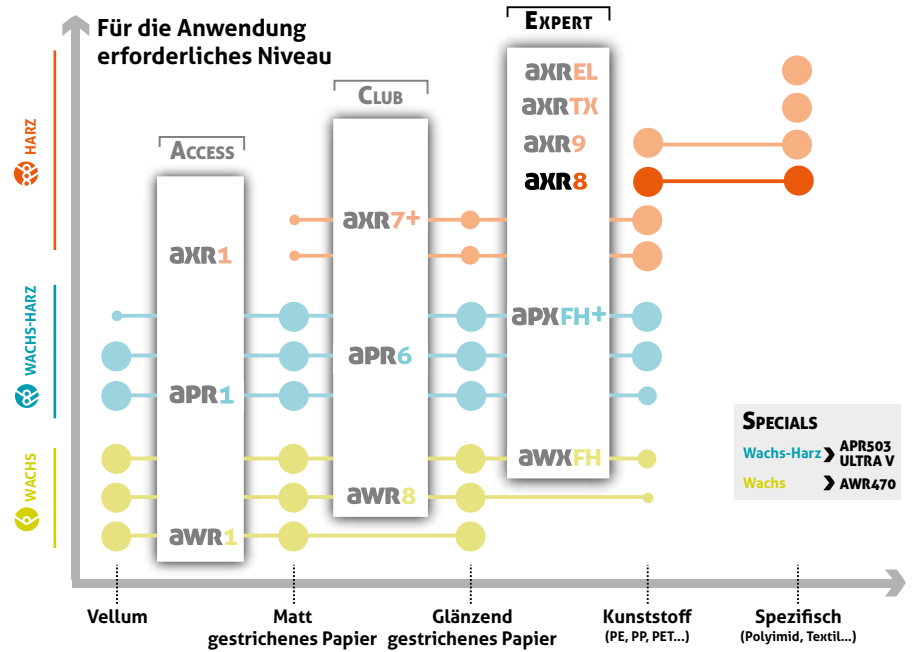 Für die Anwendung
erforderliches Niveau
EXPERT
CLUB
ACCESS
HARZ
WACHS-HARZ
WACHS
aXREL
aXRTX
aXR9
aXR8
aXR7+
aXR1
aPXFH+
aPR6
aPR1
aWXFH
aWR8
aWR1
SPECIALS
Wachs-Harz > APR503
ULTRA V
Wachs > AWR470
Vellum
Matt
gestrichenes Papier
Glänzend
gestrichenes Papier
Kunststoff
(PE, PP, PET...)
Spezifisch
(Polyimid, Textil...)